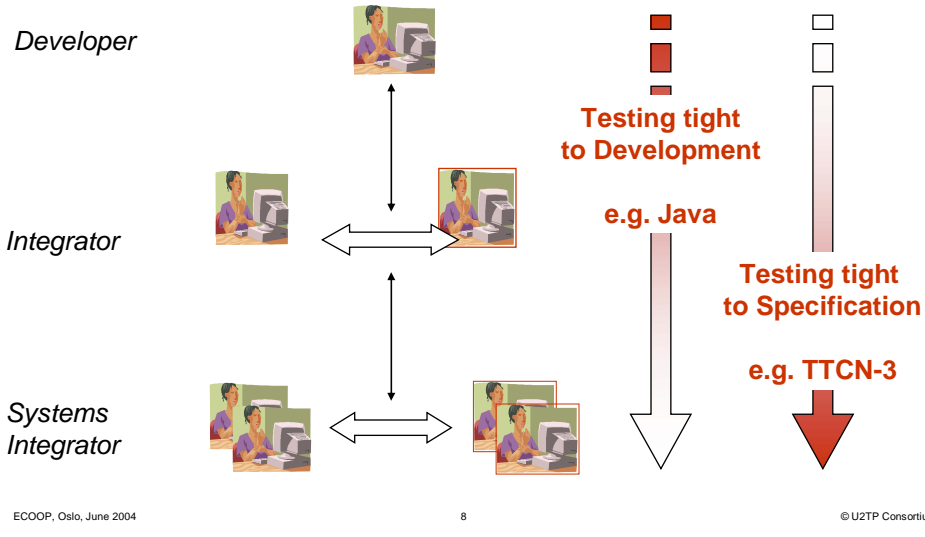 Developer
Testing tight
to Development
e.g. Java
Integrator
Testing tight
to Specification
e.g. TTCN-3
Systems
Integrator
ECOOP, Oslo, June 2004
8
© U2TP